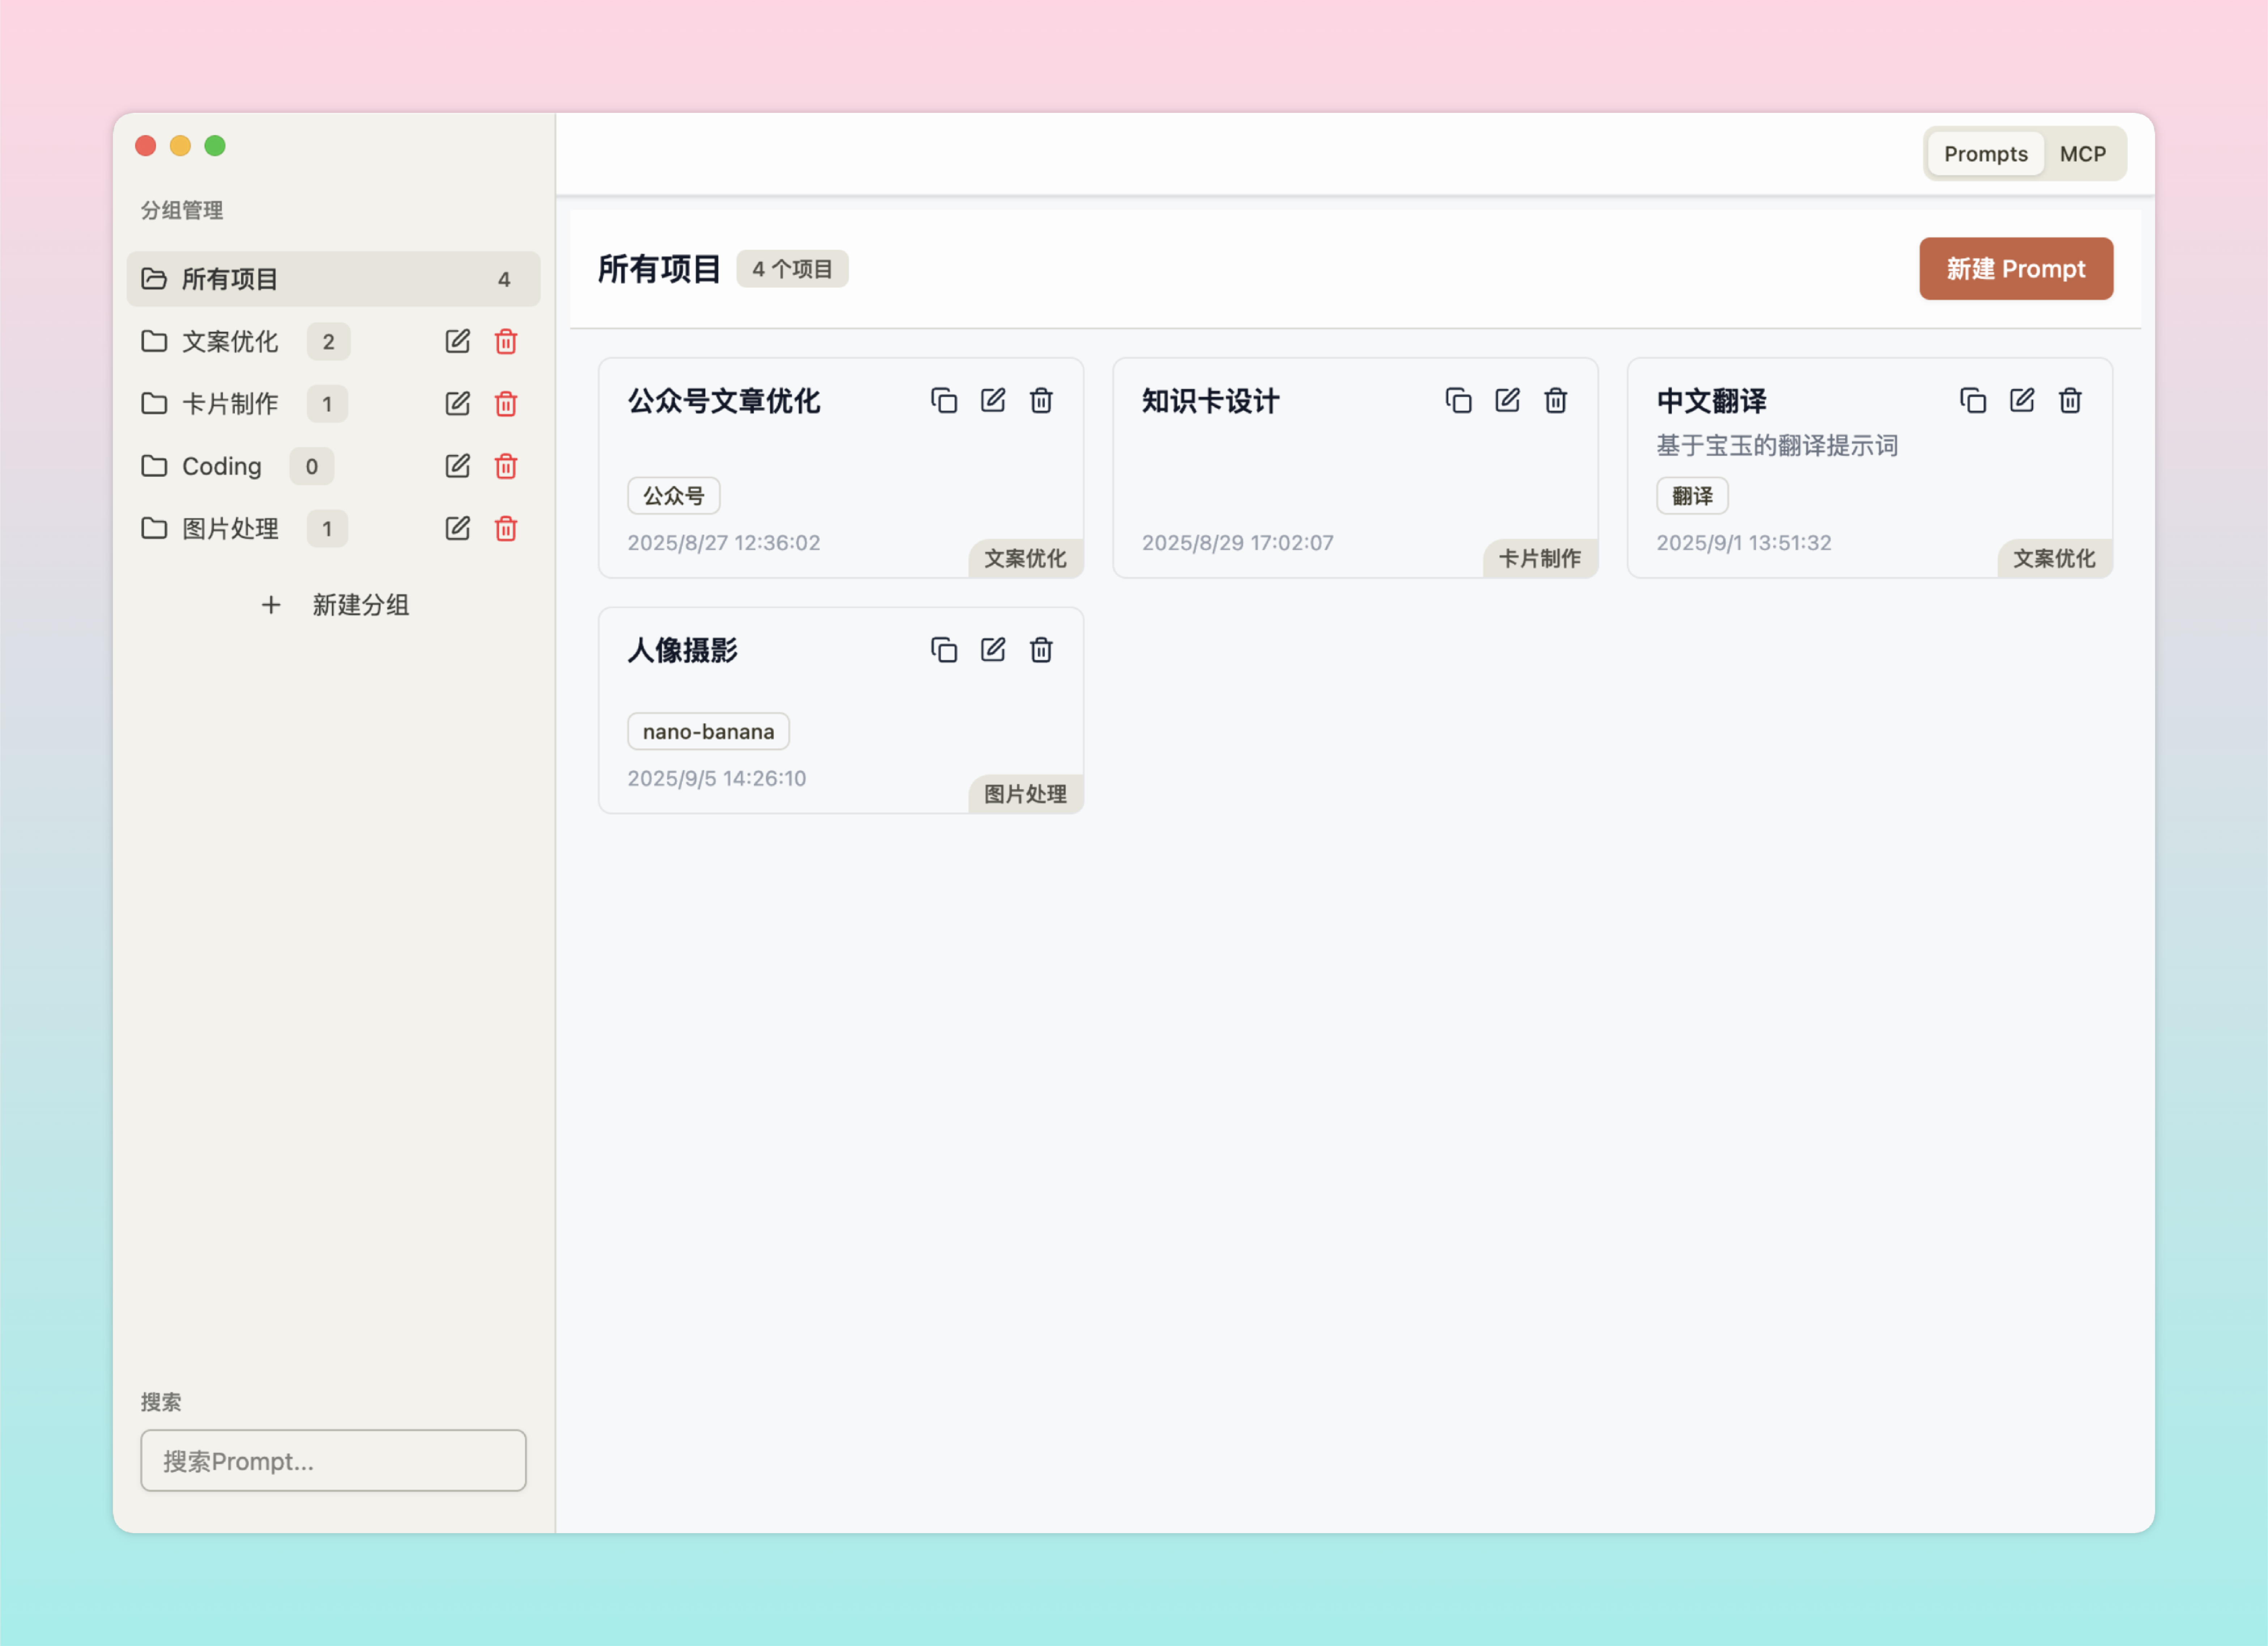 分组管理
所有项目 4
文案优化 2
卡片制作 1
Coding 0
图片处理 1
+ 新建分组
搜索
搜索Prompt...
Prompts MCP
所有项目 4 个项目 新建 Prompt
公众号文章优化
公众号
2025/8/27 12:36:02
文案优化
知识卡设计
2025/8/29 17:02:07
卡片制作
中文翻译
基于宝玉的翻译提示词
翻译
2025/9/1 13:51:32
文案优化
人像摄影
nano-banana
2025/9/5 14:26:10
图片处理